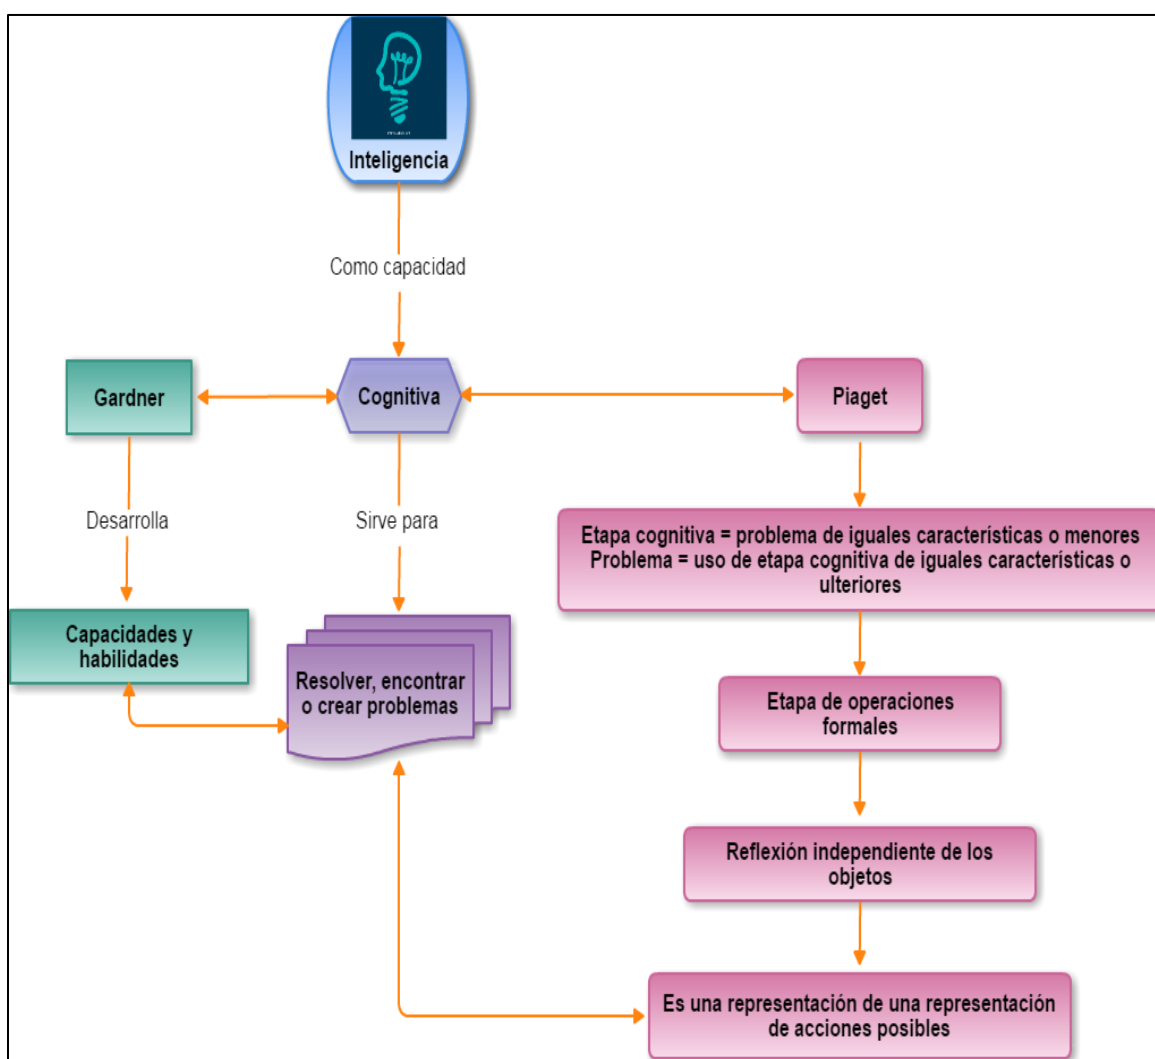 Inteligencia
Como capacidad
Gardner
Cognitiva
Piaget
Desarrolla
Sirve para
Etapa cognitiva = problema de iguales características o menores
Problema = uso de etapa cognitiva de iguales características o
ulteriores
Capacidades y
habilidades
Resolver, encontrar
o crear problemas
Etapa de operaciones
formales
Reflexión independiente de los
objetos
Es una representación de una representación
de acciones posibles